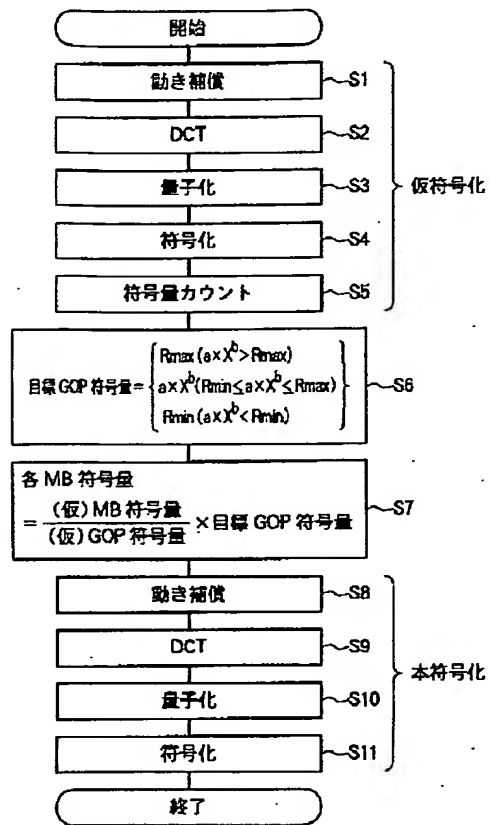 開始
動き補償 S1
DCT S2
量子化 S3
符号化 S4
符号量カウント S5
仮符号化
Rmax(a×X^b>Rmax)
目標 GOP 符号量= a×X^b(Rmin≦a×X^b≦Rmax) S6
Rmin(a×X^b<Rmin)
各 MB 符号量
= (仮) MB 符号量 / (仮) GOP 符号量 × 目標 GOP 符号量 S7
動き補償 S8
DCT S9
量子化 S10
符号化 S11
本符号化
終了